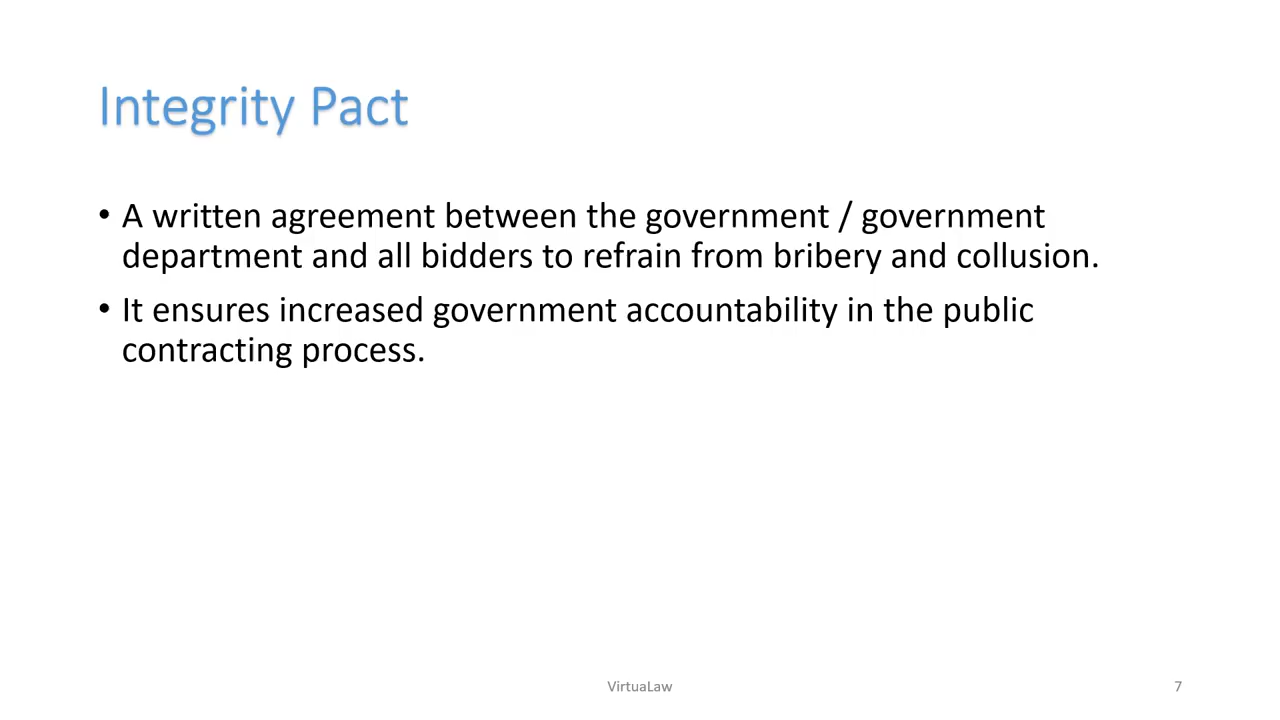 Integrity Pact
• A written agreement between the government / government
department and all bidders to refrain from bribery and collusion.
• It ensures increased government accountability in the public
contracting process.
VirtuaLaw
7